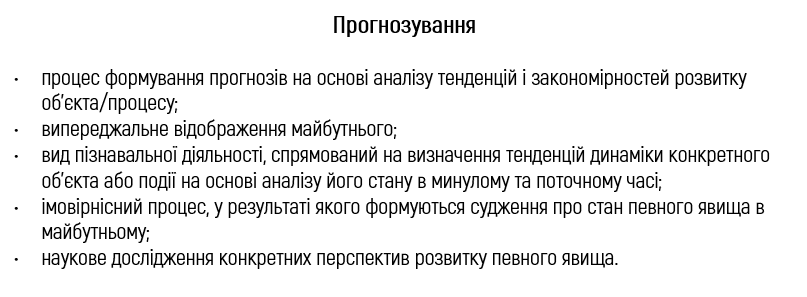 Прогнозування
• процес формування прогнозів на основі аналізу тенденцій і закономірностей розвитку
об’єкта/процесу;
• випереджальне відображення майбутнього;
• вид пізнавальної діяльності, спрямований на визначення тенденцій динаміки конкретного
об’єкта або події на основі аналізу його стану в минулому та поточному часі;
• імовірнісний процес, у результаті якого формуються судження про стан певного явища в
майбутньому;
• наукове дослідження конкретних перспектив розвитку певного явища.